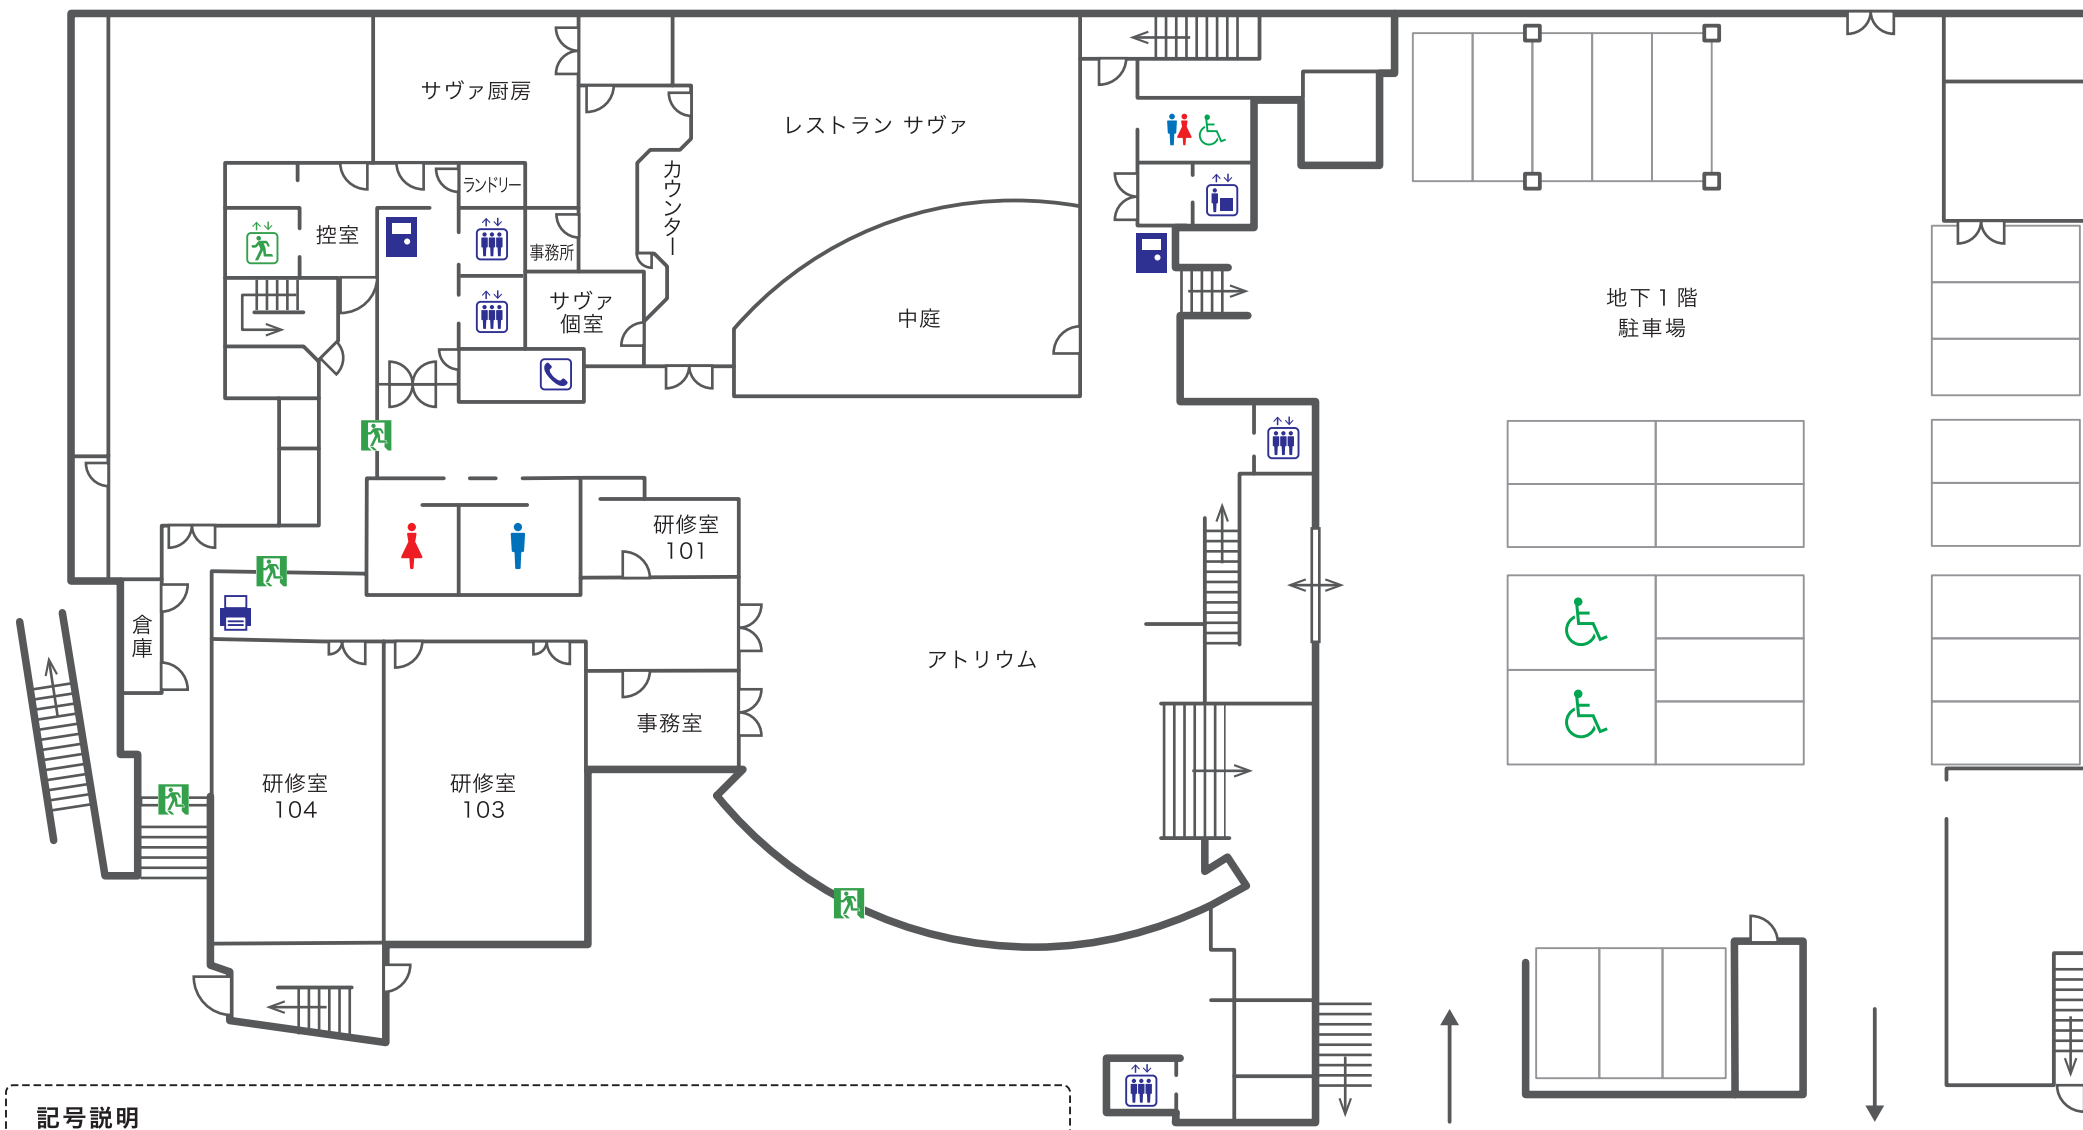 サヴァ厨房
レストラン サヴァ
カウンター
ランドリー
控室
事務所
サヴァ
個室
中庭
地下1階
駐車場
研修室
101
倉庫
アトリウム
事務室
研修室
104
研修室
103
記号説明